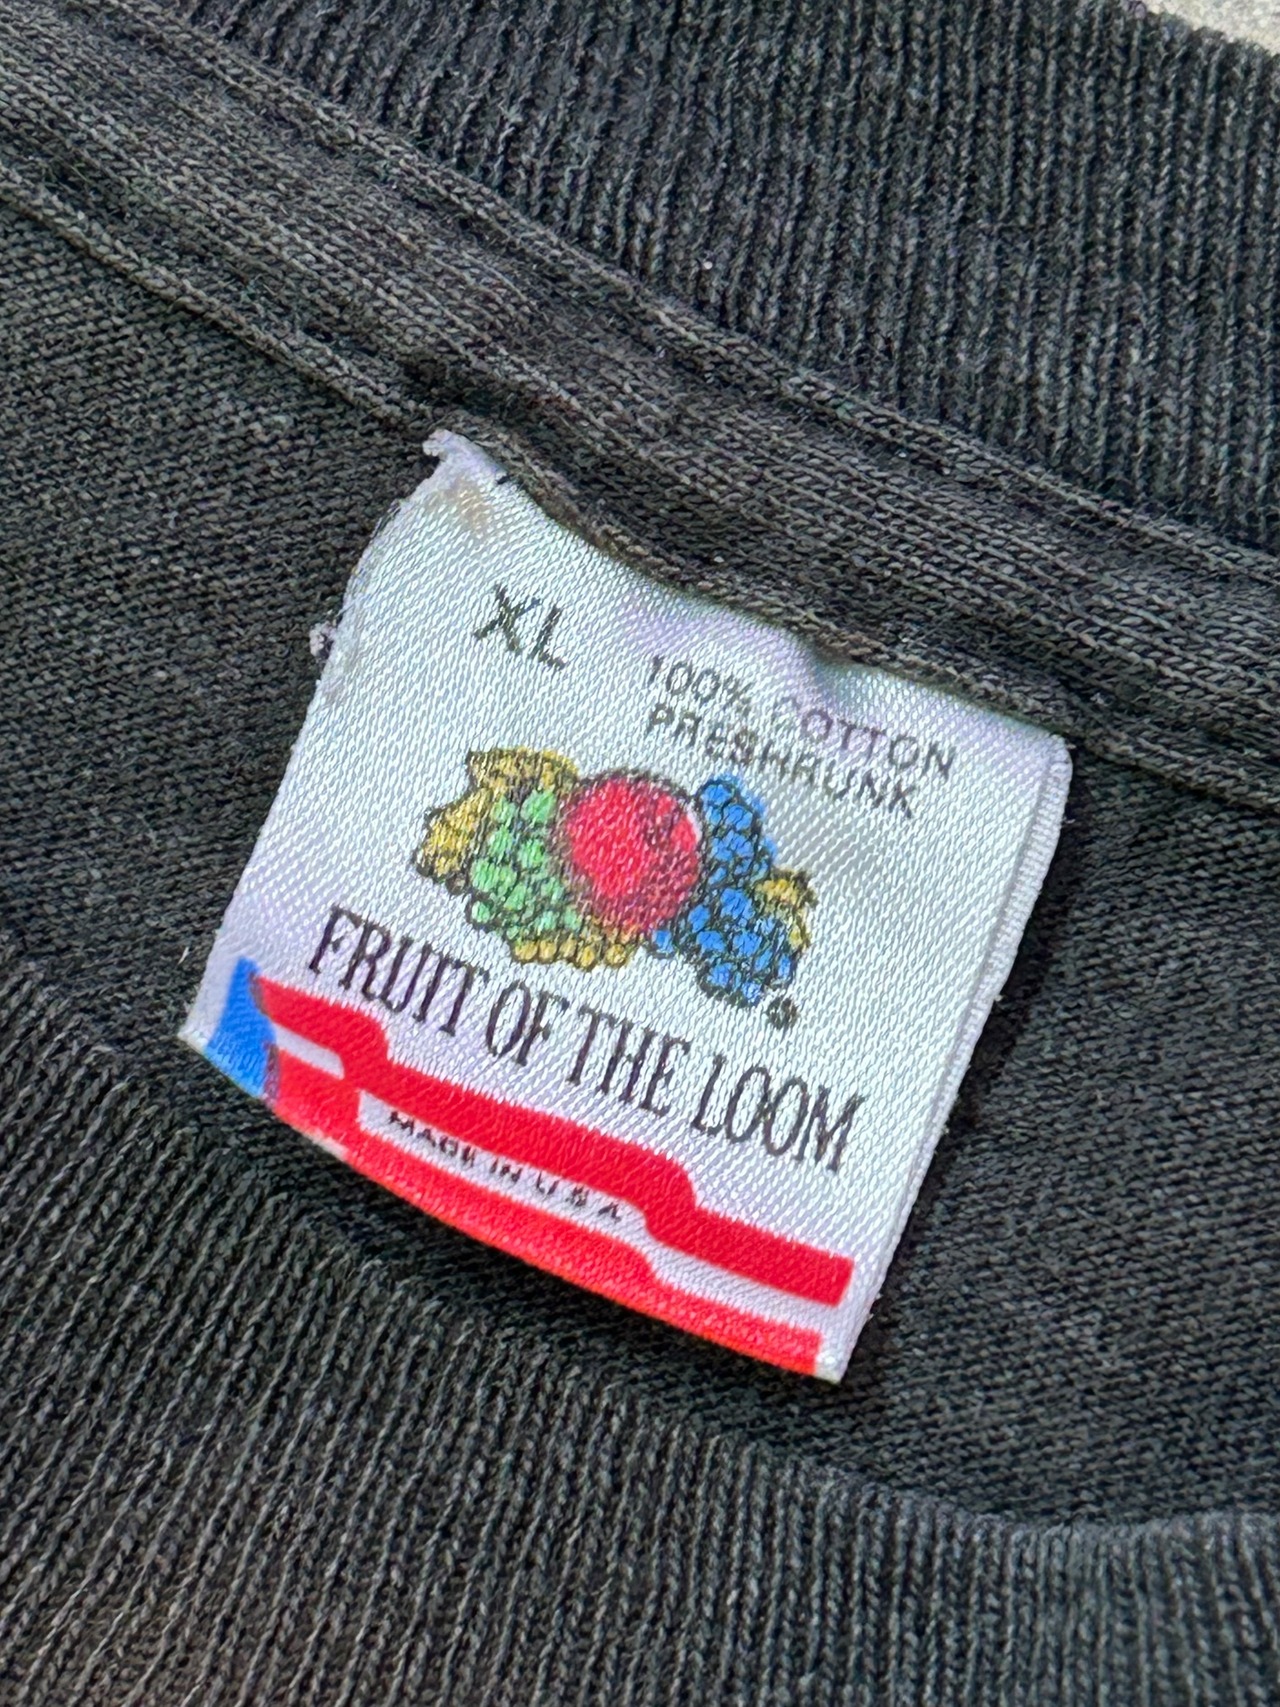 XL
100% COTTON
PRESHRUNK
®
FRUIT OF THE LOOM
MADE IN U S A